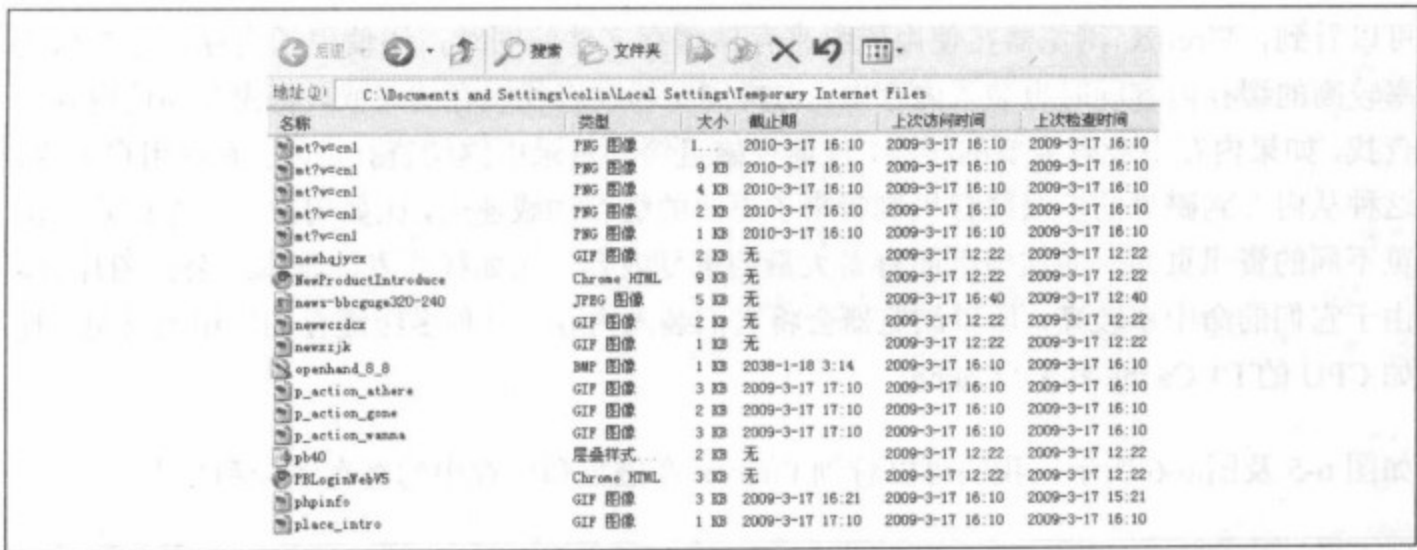 后退 搜索 文件夹
地址(D) C:\Documents and Settings\colin\Local Settings\Temporary Internet Files
名称 类型 大小 截止期 上次访问时间 上次检查时间
mt?v=cn1 PNG 图像 1... 2010-3-17 16:10 2009-3-17 16:10 2009-3-17 16:10
mt?v=cn1 PNG 图像 9 KB 2010-3-17 16:10 2009-3-17 16:10 2009-3-17 16:10
mt?v=cn1 PNG 图像 4 KB 2010-3-17 16:10 2009-3-17 16:10 2009-3-17 16:10
mt?v=cn1 PNG 图像 2 KB 2010-3-17 16:10 2009-3-17 16:10 2009-3-17 16:10
mt?v=cn1 PNG 图像 1 KB 2010-3-17 16:10 2009-3-17 16:10 2009-3-17 16:10
newhqjycx GIF 图像 2 KB 无 2009-3-17 12:22 2009-3-17 12:22
NewProductIntroduce Chrome HTML 9 KB 无 2009-3-17 12:22 2009-3-17 12:22
news-bbcguge320-240 JPEG 图像 5 KB 无 2009-3-17 16:40 2009-3-17 12:40
GIF 图像 1 KB 无 2009-3-17 12:22 2009-3-17 12:22
newxzjk GIF 图像 1 KB 无 2009-3-17 12:22 2009-3-17 12:22
openhand_8_8 BMP 图像 1 KB 2038-1-18 3:14 2009-3-17 16:10 2009-3-17 16:10
p_action_athere GIF 图像 3 KB 2009-3-17 17:10 2009-3-17 16:10 2009-3-17 16:10
p_action_gone GIF 图像 2 KB 2009-3-17 17:10 2009-3-17 16:10 2009-3-17 16:10
p_action_wanna GIF 图像 3 KB 2009-3-17 17:10 2009-3-17 16:10 2009-3-17 16:10
pb40 层叠样式... 2 KB 无 2009-3-17 12:22 2009-3-17 12:22
PBLoginWebV5 Chrome HTML 3 KB 无 2009-3-17 12:22 2009-3-17 12:22
phpinfo GIF 图像 3 KB 2009-3-17 16:21 2009-3-17 16:10 2009-3-17 15:21
place_intro GIF 图像 1 KB 2009-3-17 17:10 2009-3-17 16:10 2009-3-17 16:10